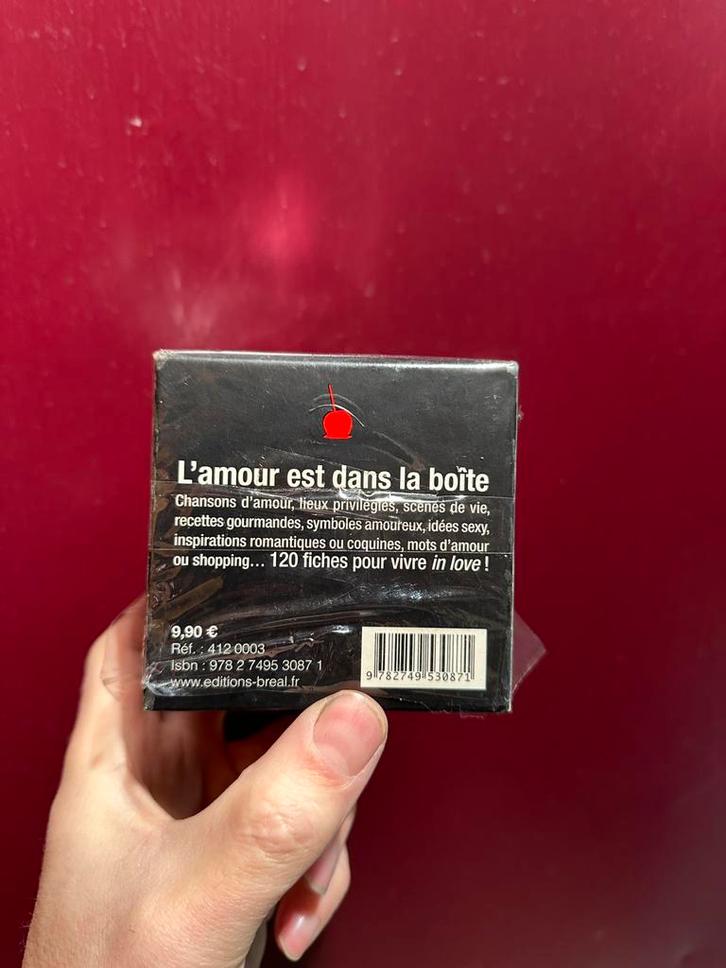 L'amour est dans la boîte
Chansons d'amour, lieux privilégiés, scènes de vie,
recettes gourmandes, symboles amoureux, idées sexy,
inspirations romantiques ou coquines, mots d'amour
ou shopping... 120 fiches pour vivre in love !
9,90 €
Réf. : 412 0003
Isbn : 978 2 7495 3087 1
www.editions-breal.fr
9 782749 530871